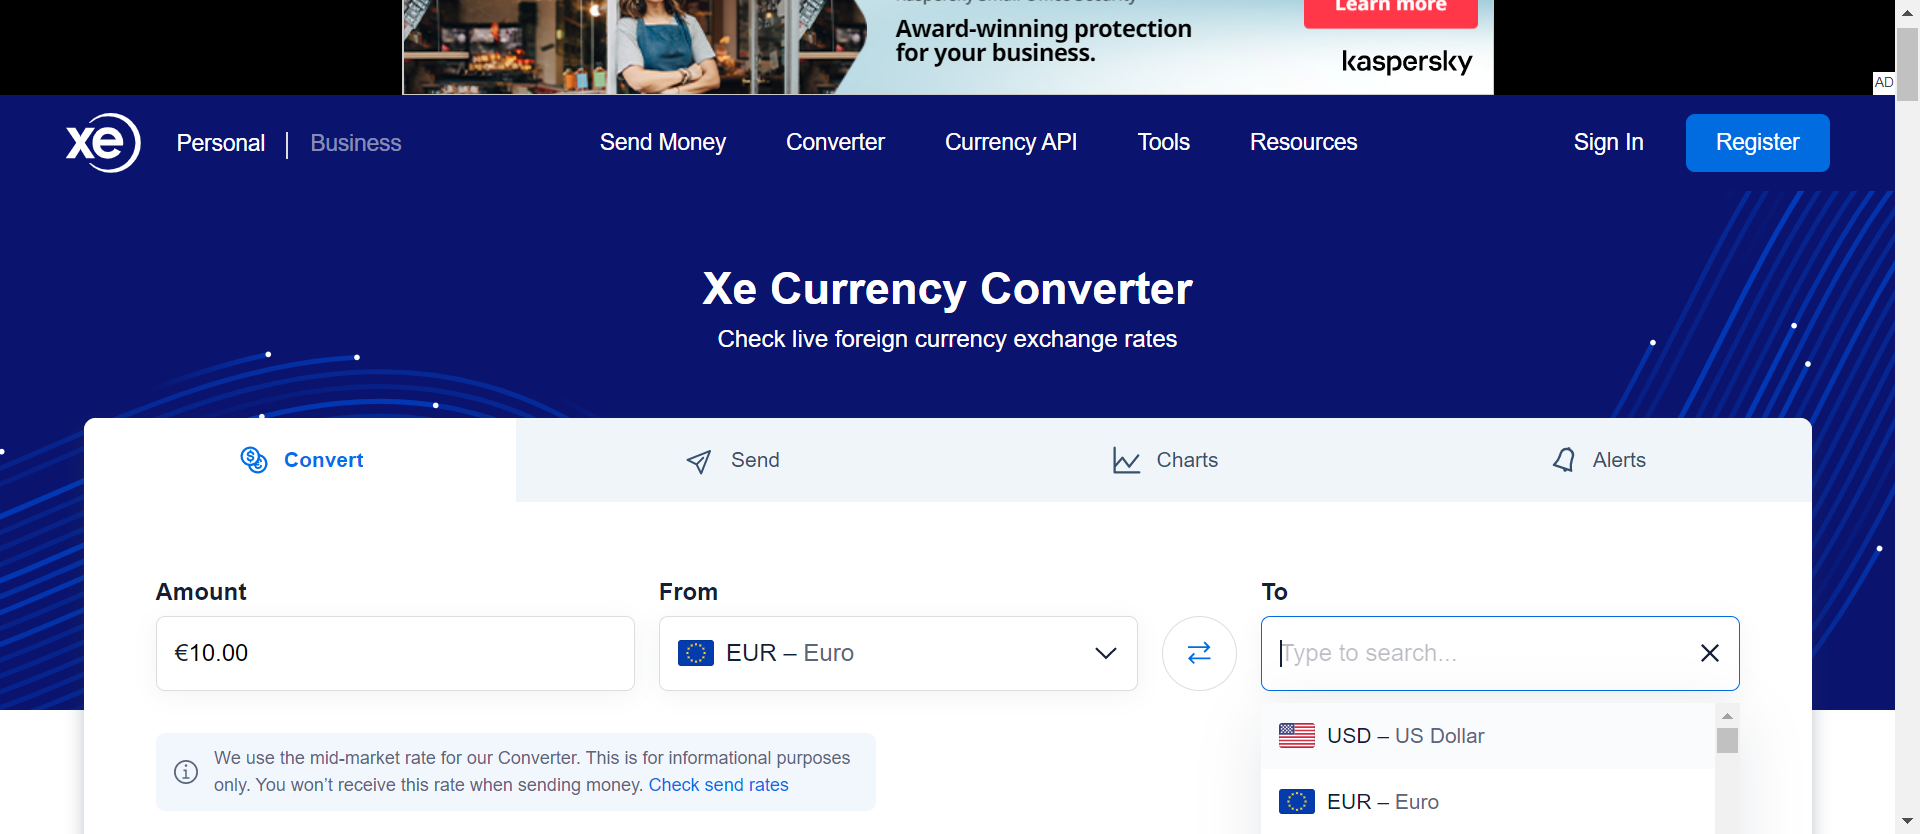 Kaspersky Small Office Security
Learn more
Award-winning protection
for your business.
kaspersky
AD
xe
Personal | Business
Send Money
Converter
Currency API
Tools
Resources
Sign In
Register
Xe Currency Converter
Check live foreign currency exchange rates
Convert
Send
Charts
Alerts
Amount
From
To
€10.00
EUR – Euro
Type to search...
We use the mid-market rate for our Converter. This is for informational purposes
only. You won’t receive this rate when sending money. Check send rates
USD – US Dollar
EUR – Euro